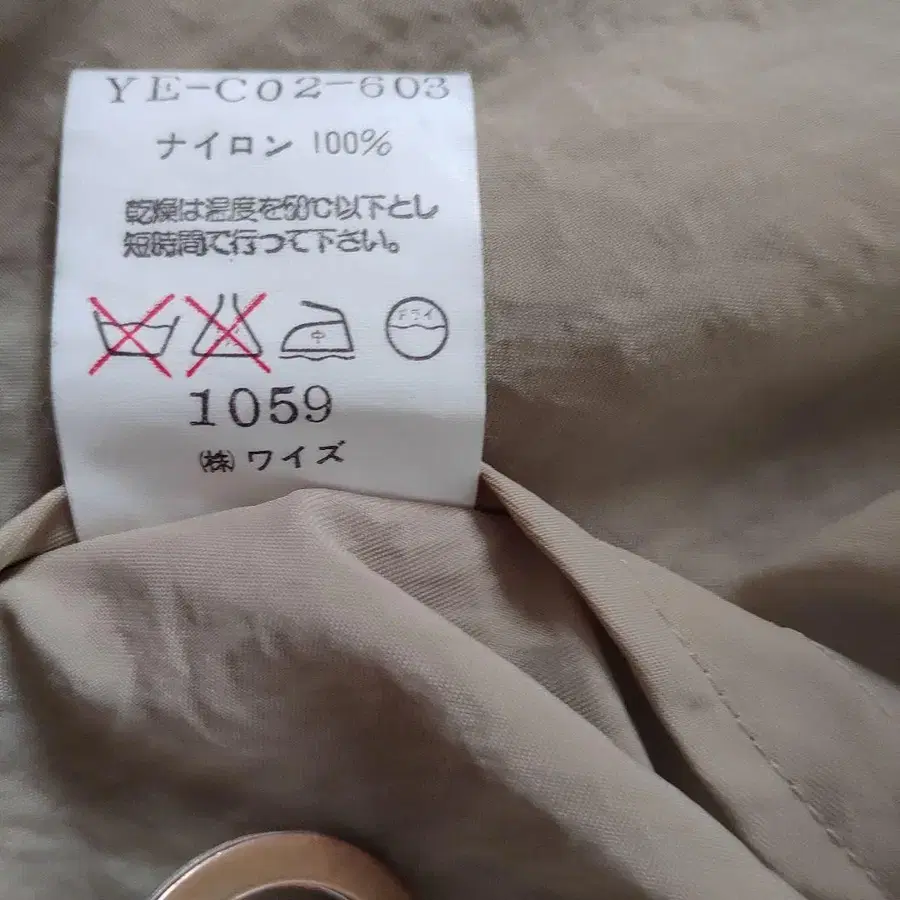 YE-C02-603
ナイロン 100%
乾燥は温度を50℃以下とし
短時間で行って下さい。
中 ドライ
1059
㈱ワイズ